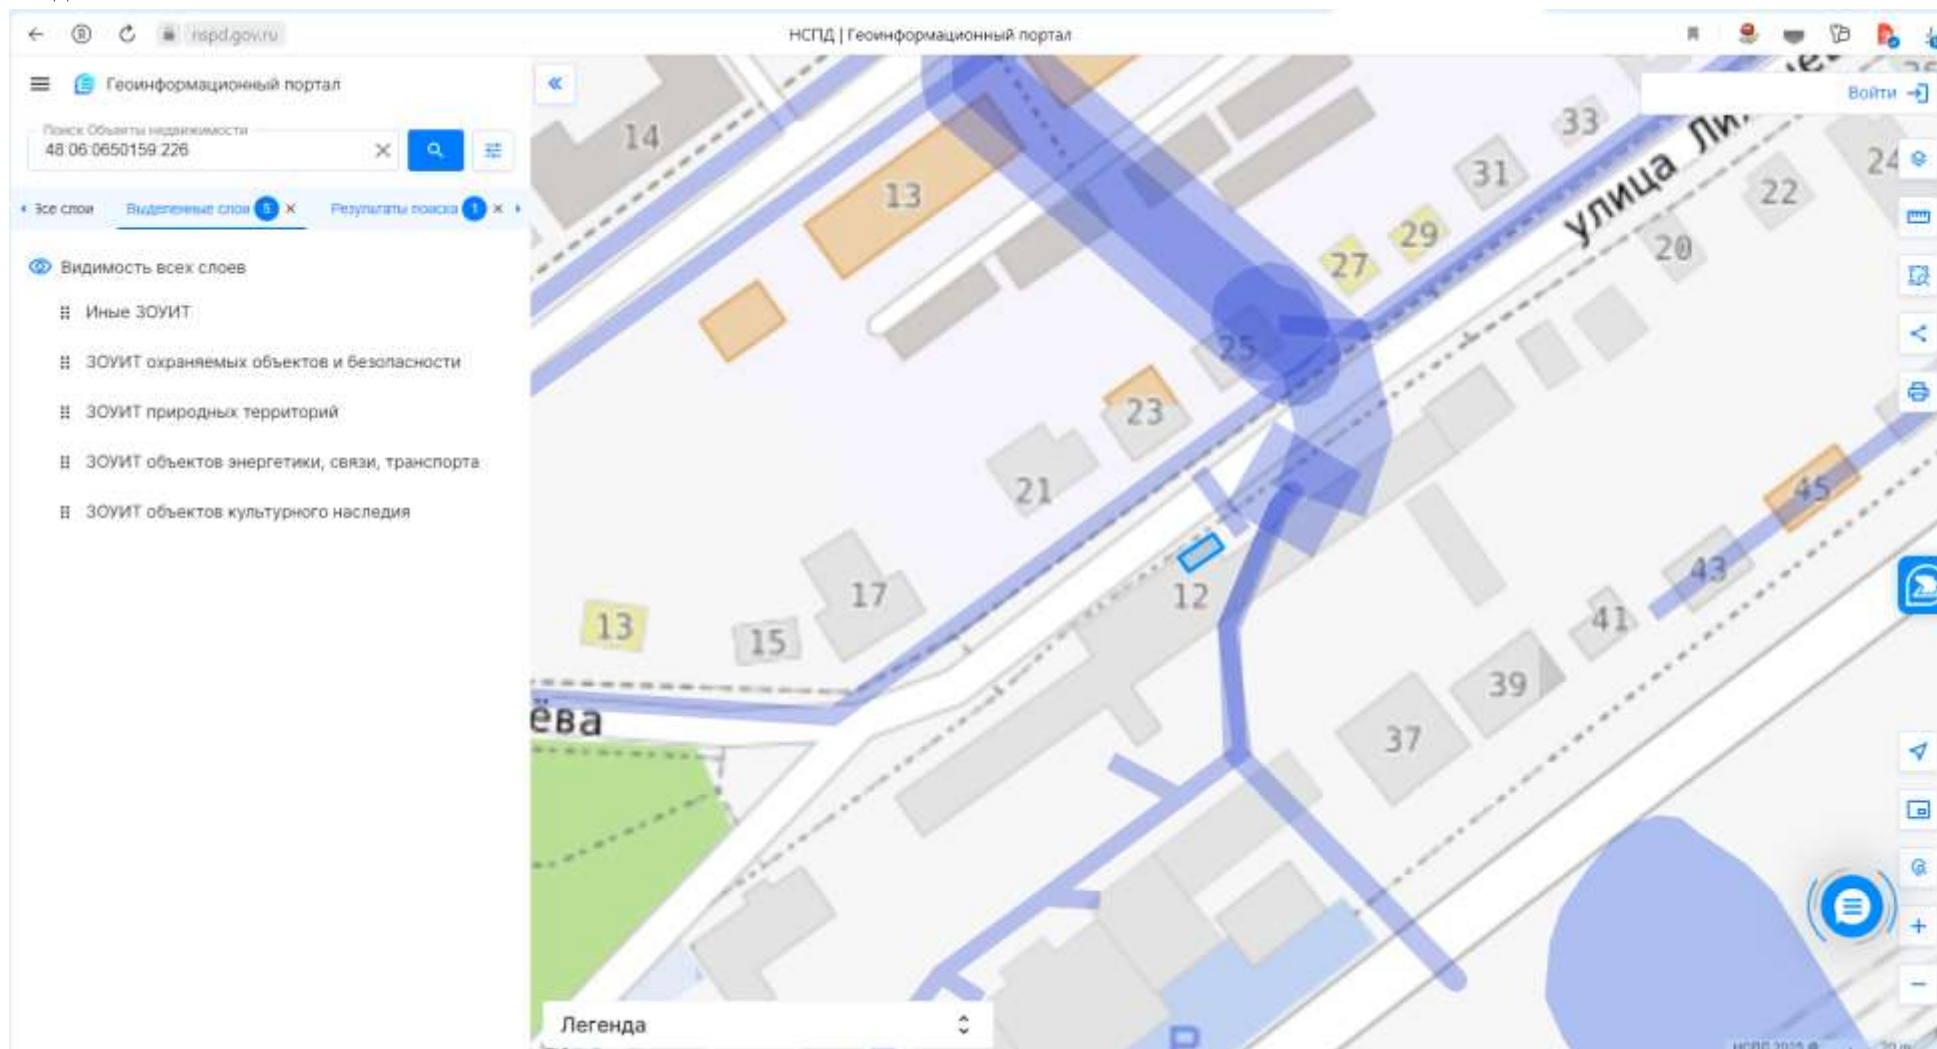 nspd.gov.ru
НСПД | Геоинформационный портал
Геоинформационный портал
Войти
Поиск Объекты недвижимости
48:06:0650159:226
Все слои
Выделенные слои 5
Результаты поиска 1
Видимость всех слоев
Иные ЗОУИТ
ЗОУИТ охраняемых объектов и безопасности
ЗОУИТ природных территорий
ЗОУИТ объектов энергетики, связи, транспорта
ЗОУИТ объектов культурного наследия
14
13
33
31
29
27
улица
22
24
20
25
23
21
17
13
15
12
45
43
41
39
37
ёва
Р
Легенда